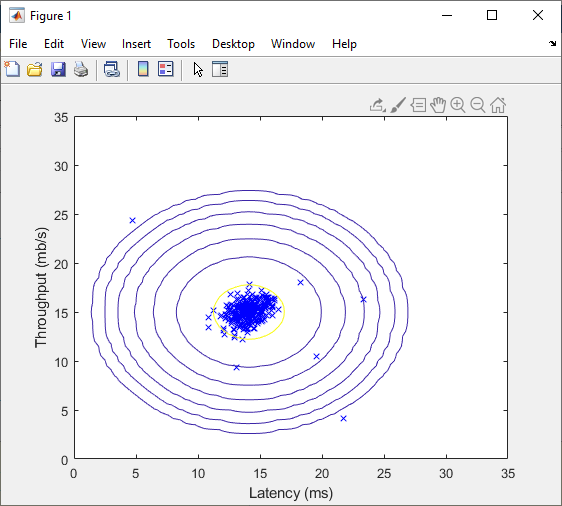 Figure 1
File Edit View Insert Tools Desktop Window Help
35
30
25
20
15
10
5
0
Throughput (mb/s)
0 5 10 15 20 25 30 35
Latency (ms)